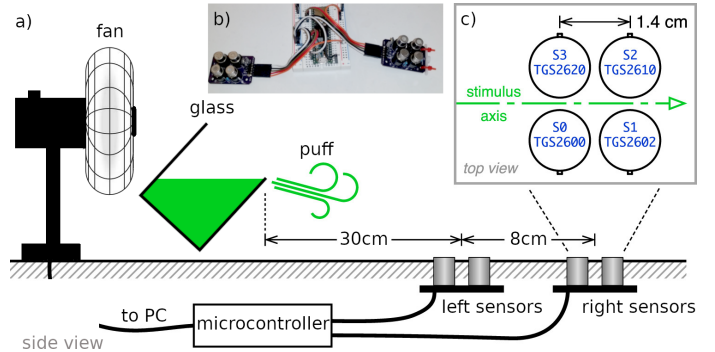 a)
fan
b)
c)
1.4 cm
S3
TGS2620
S2
TGS2610
stimulus
axis
S0
TGS2600
S1
TGS2602
top view
glass
puff
30cm
8cm
left sensors
right sensors
to PC
microcontroller
side view